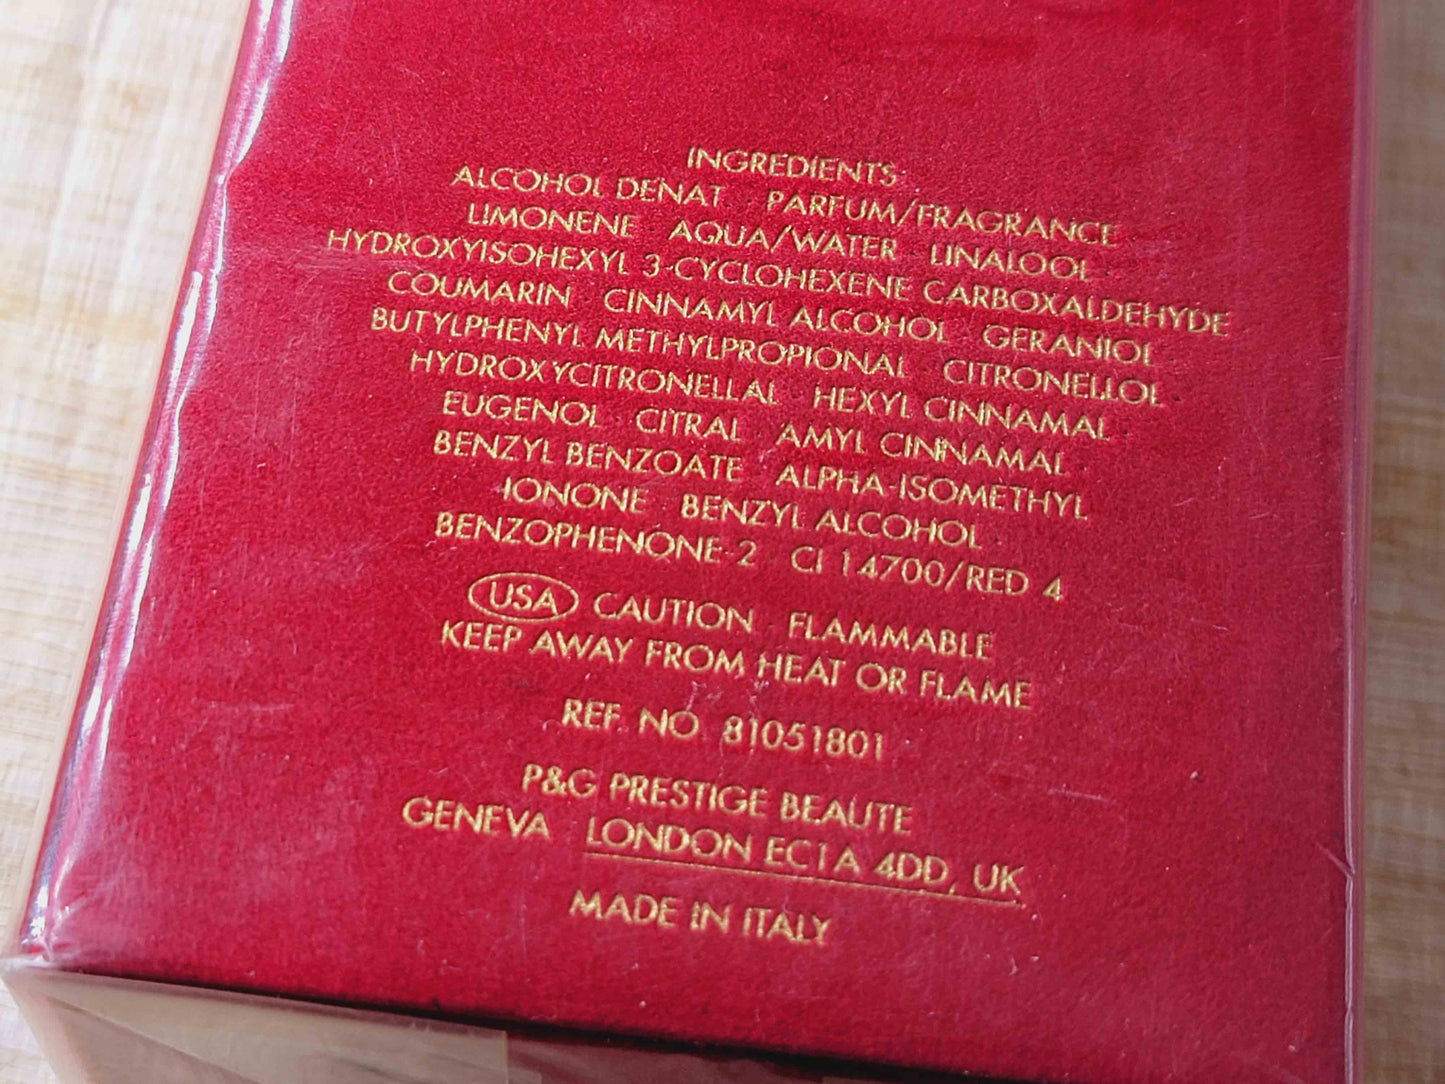 INGREDIENTS:
ALCOHOL DENAT · PARFUM/FRAGRANCE
LIMONENE · AQUA/WATER · LINALOOL
HYDROXYISOHEXYL 3-CYCLOHEXENE CARBOXALDEHYDE
COUMARIN · CINNAMYL ALCOHOL · GERANIOL
BUTYLPHENYL METHYLPROPIONAL · CITRONELLOL
HYDROXYCITRONELLAL · HEXYL CINNAMAL
EUGENOL · CITRAL · AMYL CINNAMAL
BENZYL BENZOATE · ALPHA-ISOMETHYL
IONONE · BENZYL ALCOHOL
BENZOPHENONE-2 · CI 14700/RED 4
USA CAUTION · FLAMMABLE
KEEP AWAY FROM HEAT OR FLAME
REF. NO. 81051801
P&G PRESTIGE BEAUTE
GENEVA · LONDON EC1A 4DD, UK
MADE IN ITALY